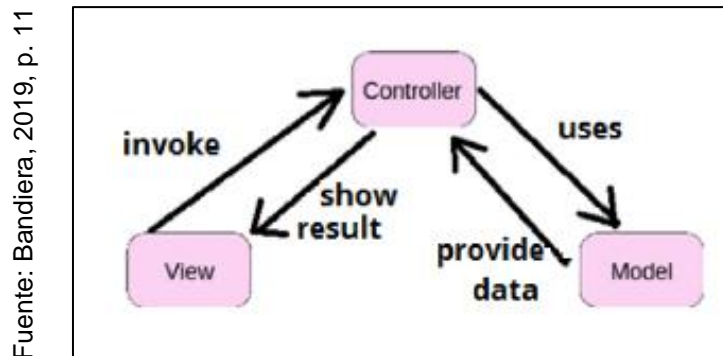 Fuente: Bandiera, 2019, p. 11
Controller
invoke
uses
show
result
provide
data
View
Model